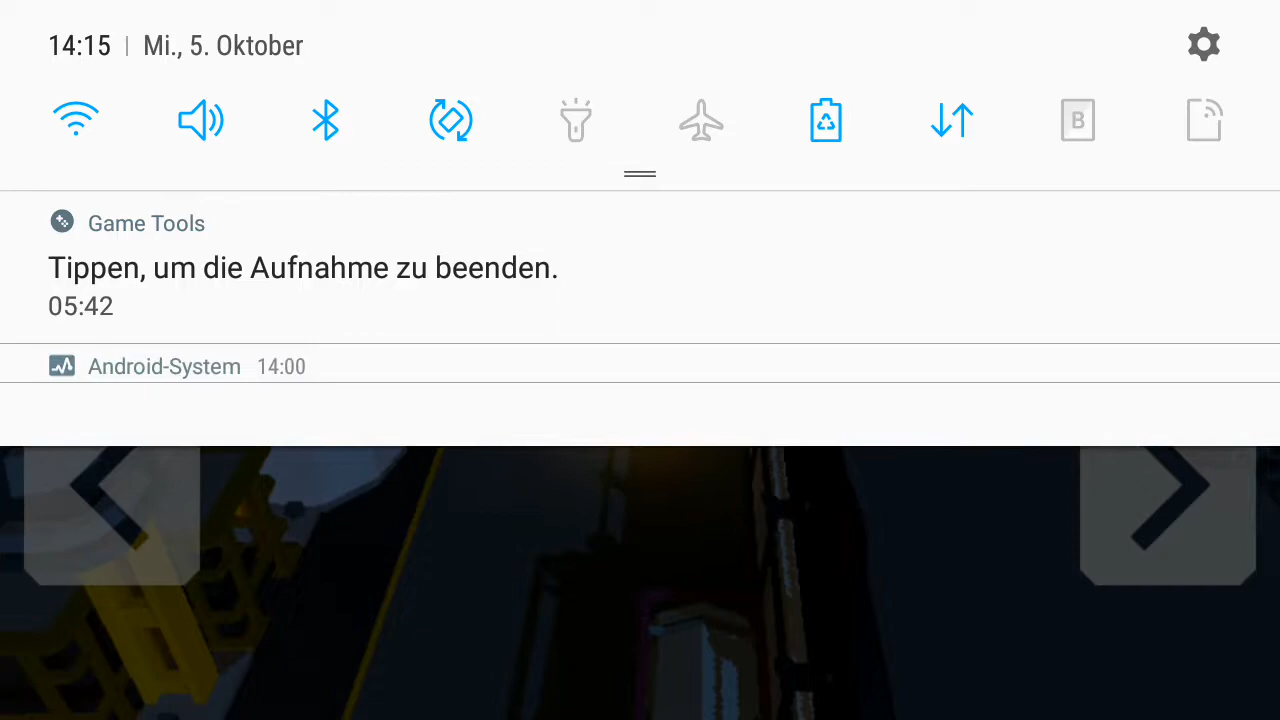 14:15 | Mi., 5. Oktober
B
Game Tools
Tippen, um die Aufnahme zu beenden.
05:42
Android-System 14:00